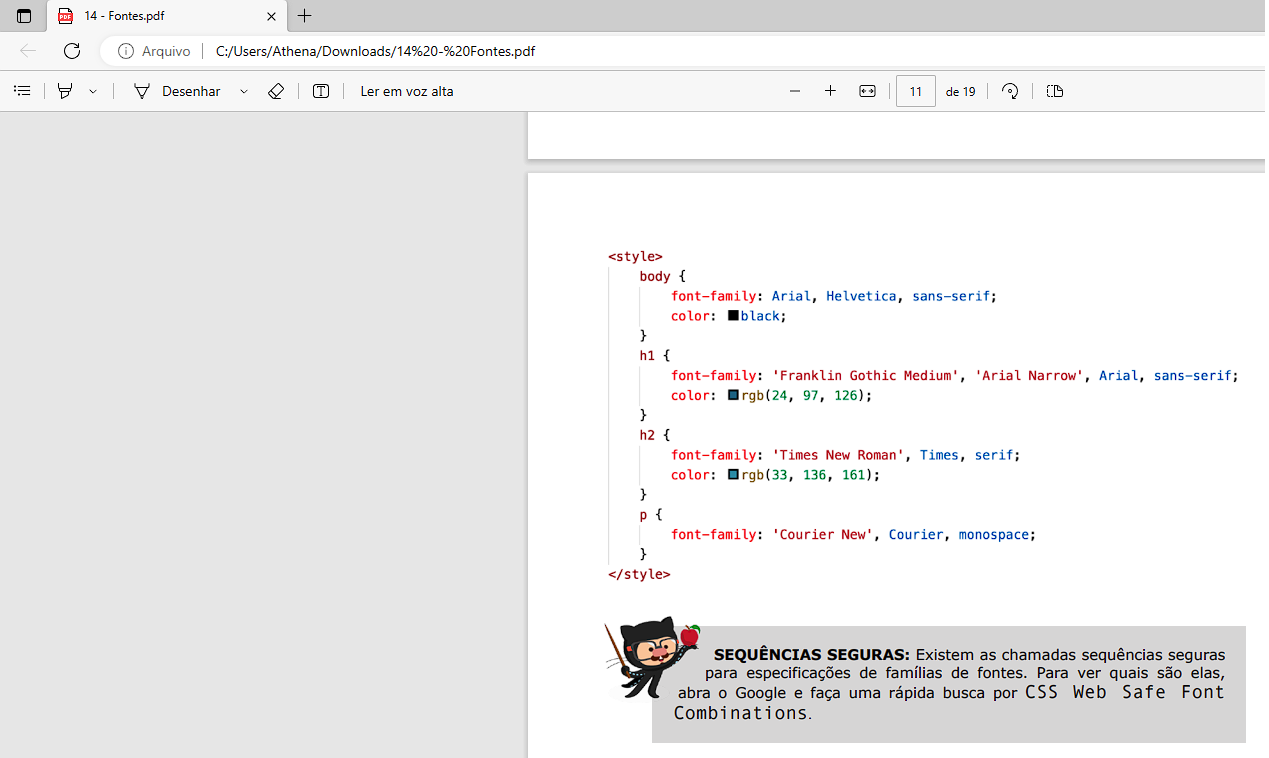 14 - Fontes.pdf
Arquivo
C:/Users/Athena/Downloads/14%20-%20Fontes.pdf
Desenhar
Ler em voz alta
11 de 19
<style>
body {
font-family: Arial, Helvetica, sans-serif;
color: black;
}
h1 {
font-family: 'Franklin Gothic Medium', 'Arial Narrow', Arial, sans-serif;
color: rgb(24, 97, 126);
}
h2 {
font-family: 'Times New Roman', Times, serif;
color: rgb(33, 136, 161);
}
p {
font-family: 'Courier New', Courier, monospace;
}
</style>
SEQUÊNCIAS SEGURAS: Existem as chamadas sequências seguras
para especificações de famílias de fontes. Para ver quais são elas,
abra o Google e faça uma rápida busca por CSS Web Safe Font
Combinations.